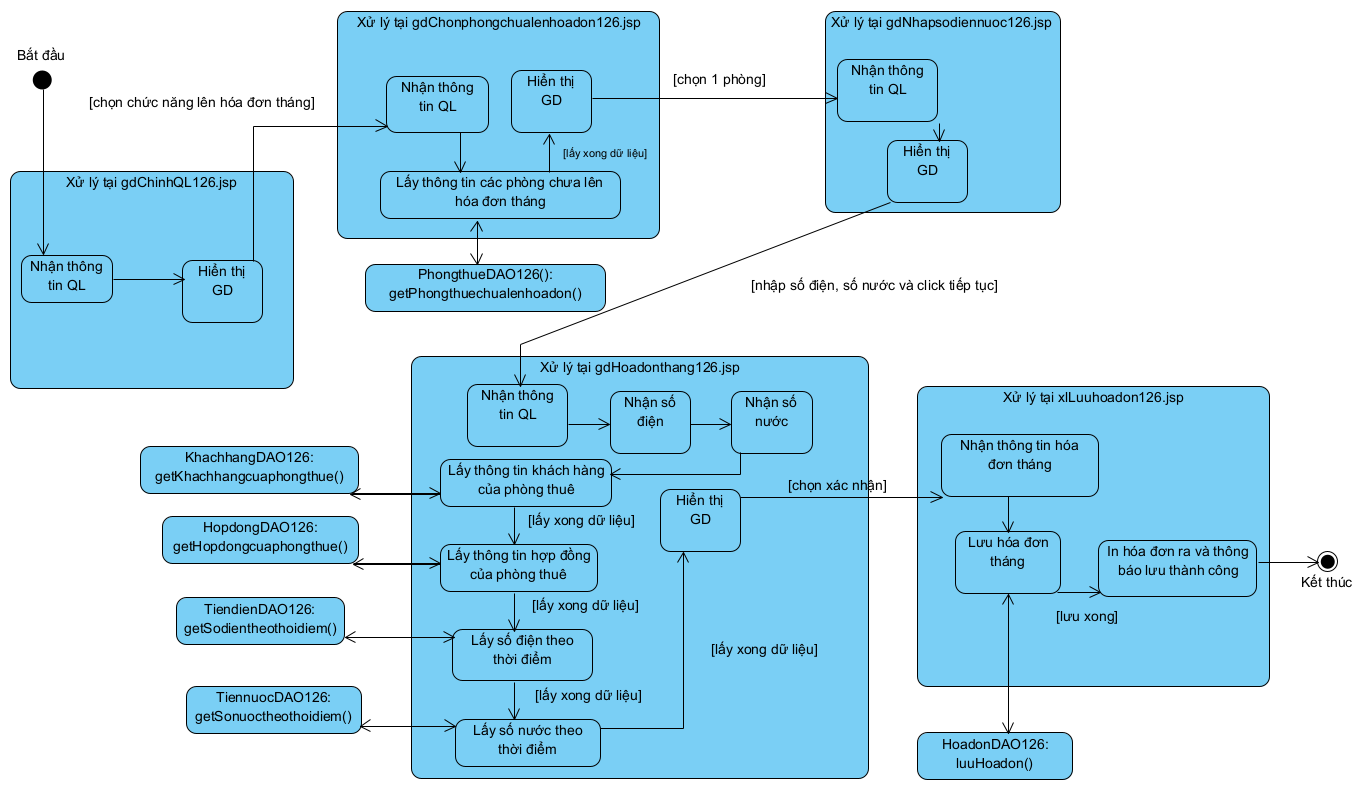 Bắt đầu
[chọn chức năng lên hóa đơn tháng]
Xử lý tại gdChinhQL126.jsp
Nhận thông
tin QL
Hiển thị
GD
Xử lý tại gdChonphongchualenhoadon126.jsp
Nhận thông
tin QL
Hiển thị
GD
[lấy xong dữ liệu]
Lấy thông tin các phòng chưa lên
hóa đơn tháng
PhongthueDAO126():
getPhongthuechualenhoadon()
[chọn 1 phòng]
Xử lý tại gdNhapsodiennuoc126.jsp
Nhận thông
tin QL
Hiển thị
GD
[nhập số điện, số nước và click tiếp tục]
Xử lý tại gdHoadonthang126.jsp
Nhận thông
tin QL
Nhận số
điện
Nhận số
nước
Lấy thông tin khách hàng
của phòng thuê
[lấy xong dữ liệu]
Lấy thông tin hợp đồng
của phòng thuê
[lấy xong dữ liệu]
Lấy số điện theo
thời điểm
[lấy xong dữ liệu]
Lấy số nước theo
thời điểm
[lấy xong dữ liệu]
Hiển thị
GD
KhachhangDAO126:
getKhachhangcuaphongthue()
HopdongDAO126:
getHopdongcuaphongthue()
TiendienDAO126:
getSodientheothoidiem()
TiennuocDAO126:
getSonuoctheothoidiem()
[chọn xác nhận]
Xử lý tại xlLuuhoadon126.jsp
Nhận thông tin hóa
đơn tháng
Lưu hóa đơn
tháng
[lưu xong]
In hóa đơn ra và thông
báo lưu thành công
HoadonDAO126:
luuHoadon()
Kết thúc